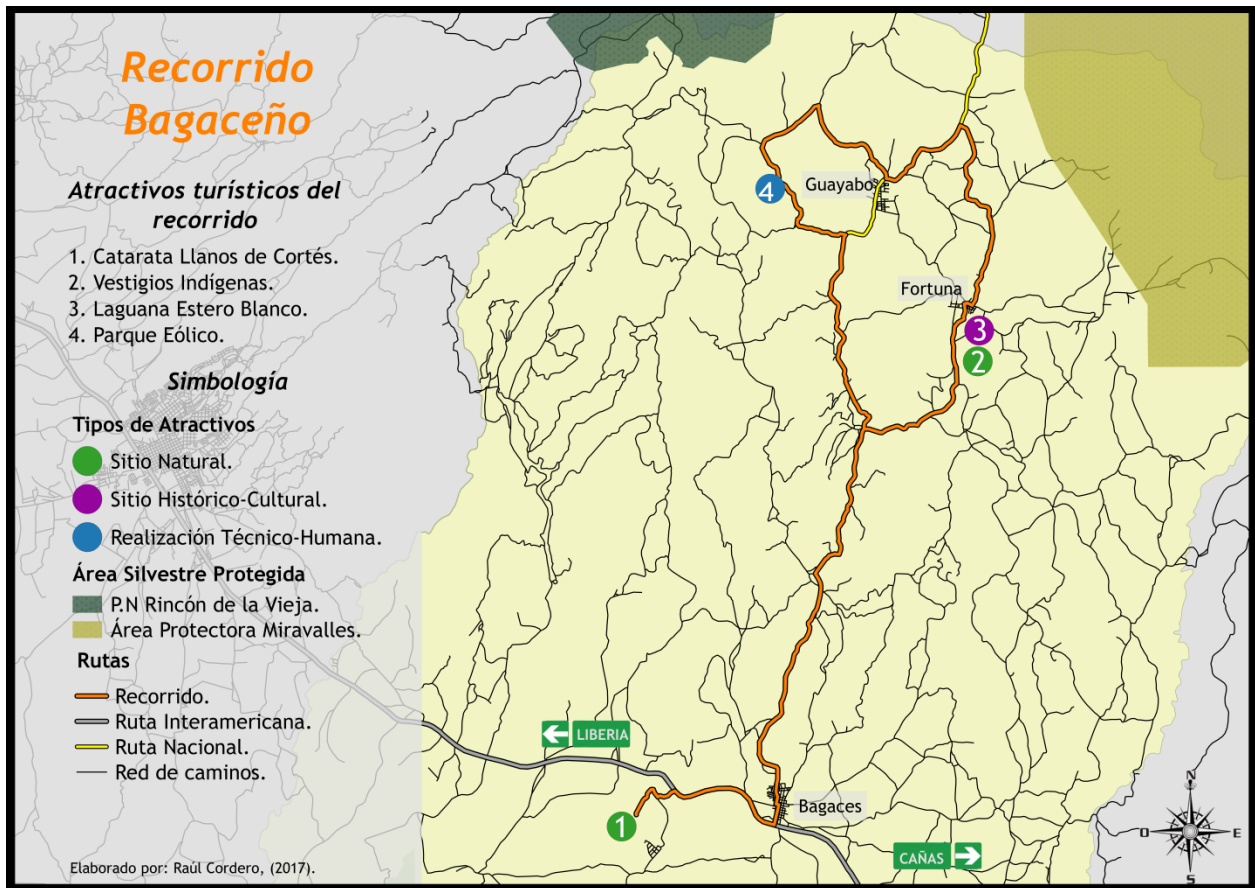 Recorrido
Bagaceño
Atractivos turísticos del
recorrido
1. Catarata Llanos de Cortés.
2. Vestigios Indígenas.
3. Laguana Estero Blanco.
4. Parque Eólico.
Simbología
Tipos de Atractivos
Sitio Natural.
Sitio Histórico-Cultural.
Realización Técnico-Humana.
Área Silvestre Protegida
P.N Rincón de la Vieja.
Área Protectora Miravalles.
Rutas
Recorrido.
Ruta Interamericana.
Ruta Nacional.
Red de caminos.
Elaborado por: Raúl Cordero, (2017).
4
Guayabo
Fortuna
3
2
LIBERIA
Bagaces
1
CAÑAS
N
O
E
S